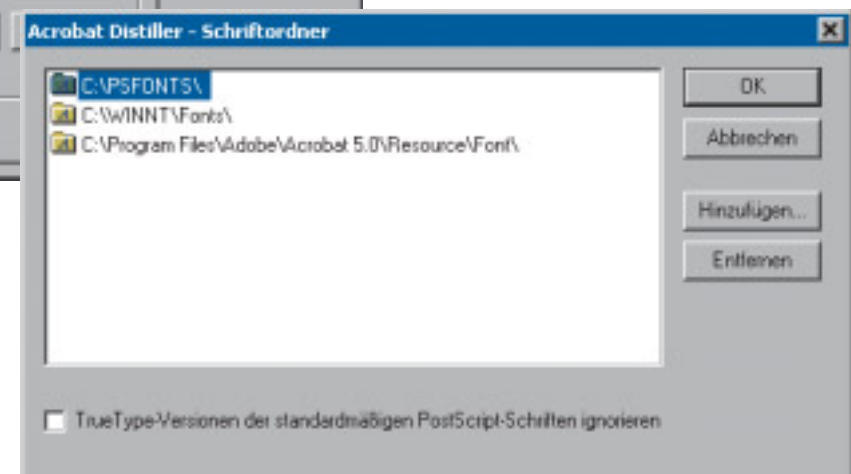 Acrobat Distiller - Schriftordner
C:\PSFONTS\
C:\WINNT\Fonts\
C:\Program Files\Adobe\Acrobat 5.0\Resource\Font\
OK
Abbrechen
Hinzufügen...
Entfernen
TrueType-Versionen der standardmäßigen PostScript-Schriften ignorieren